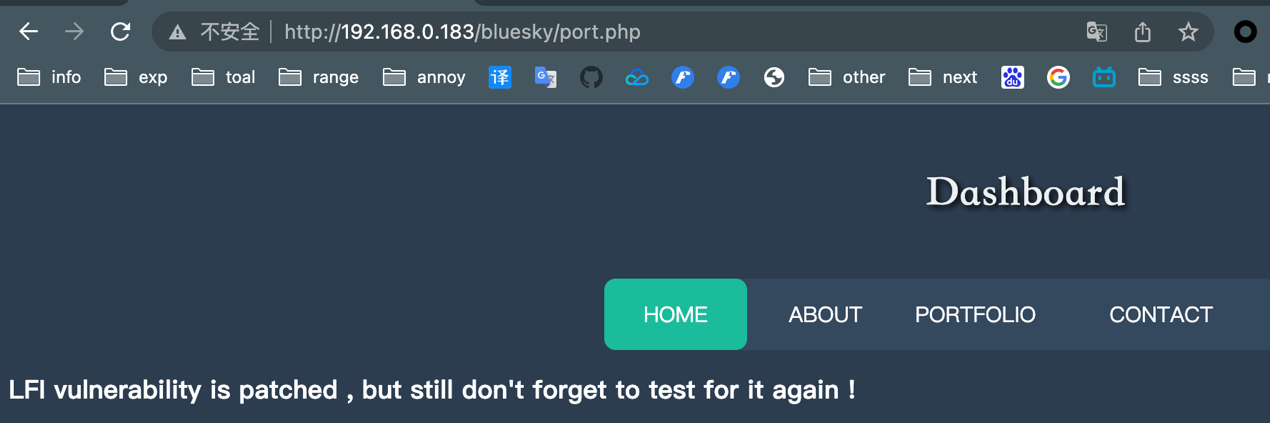 不安全 | http://192.168.0.183/bluesky/port.php
info exp toal range annoy 译 G other next du G ssss
Dashboard
HOME ABOUT PORTFOLIO CONTACT
LFI vulnerability is patched , but still don't forget to test for it again !